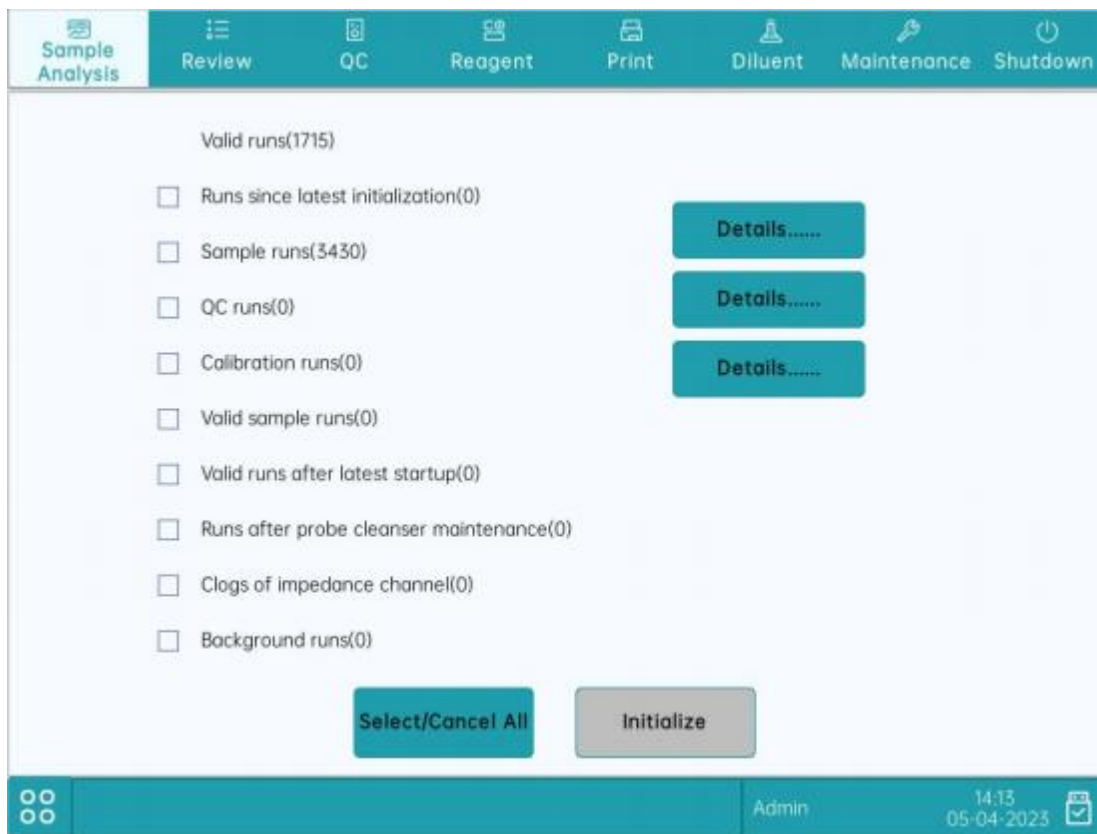 Sample
Analysis
Review
QC
Reagent
Print
Diluent
Maintenance
Shutdown
Valid runs(1715)
Runs since latest initialization(0)
Sample runs(3430)
Details......
QC runs(0)
Details......
Calibration runs(0)
Details......
Valid sample runs(0)
Valid runs after latest startup(0)
Runs after probe cleanser maintenance(0)
Clogs of impedance channel(0)
Background runs(0)
Select/Cancel All
Initialize
Admin
14:13
05-04-2023